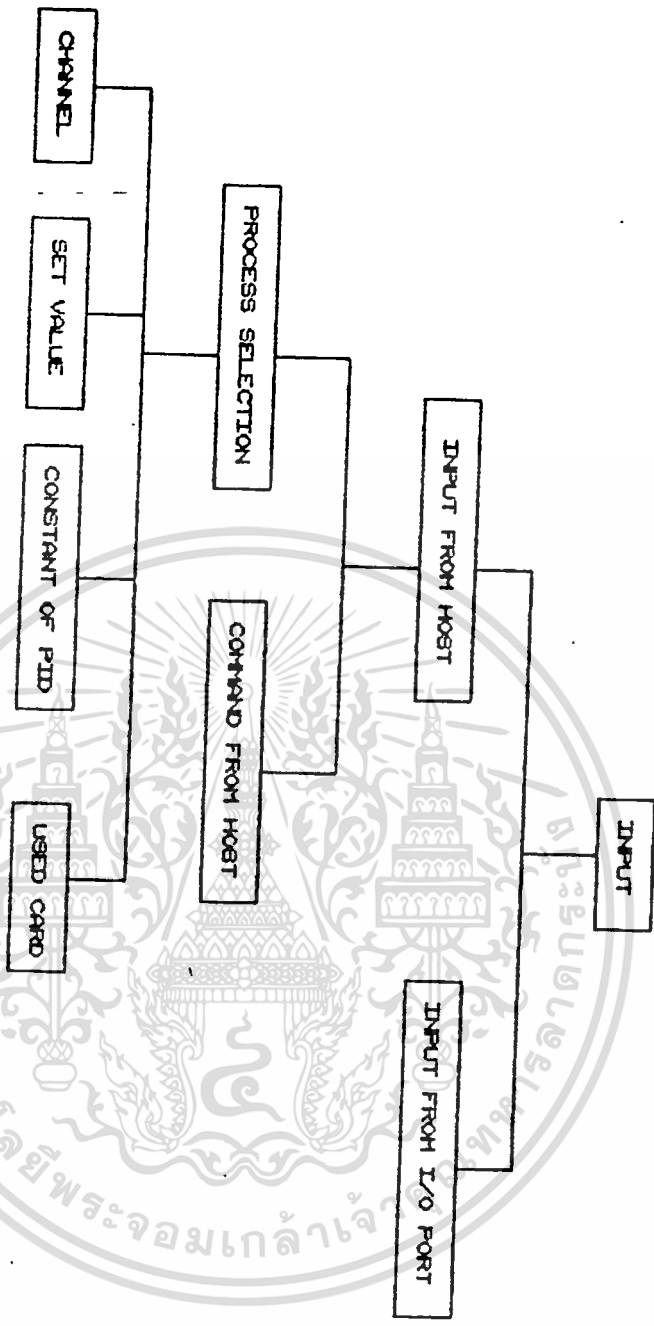 INPUT
INPUT FROM HOST
INPUT FROM I/O PORT
PROCESS SELECTION
COMMAND FROM HOST
CHANNEL
SET VALUE
CONSTANT OF PID
USED CARD